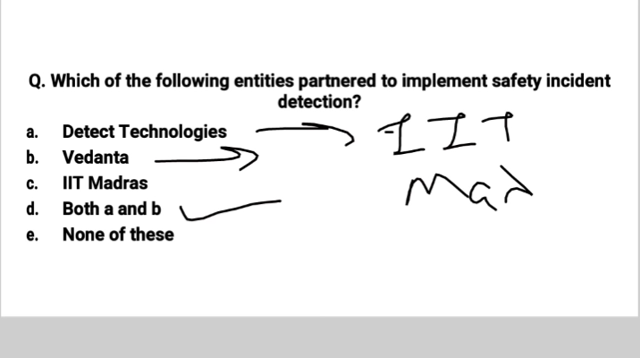 Q. Which of the following entities partnered to implement safety incident
detection?
a. Detect Technologies
b. Vedanta
c. IIT Madras
d. Both a and b
e. None of these
IIT
Mad